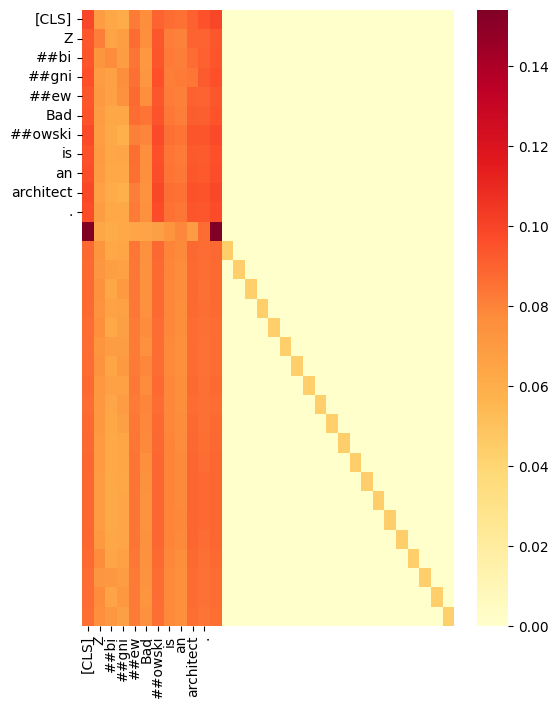 [CLS]
Z
##bi
##gni
##ew
Bad
##owski
is
an
architect
.
0.14
0.12
0.10
0.08
0.06
0.04
0.02
0.00
[CLS]
Z
##bi
##gni
##ew
Bad
##owski
is
an
architect
.